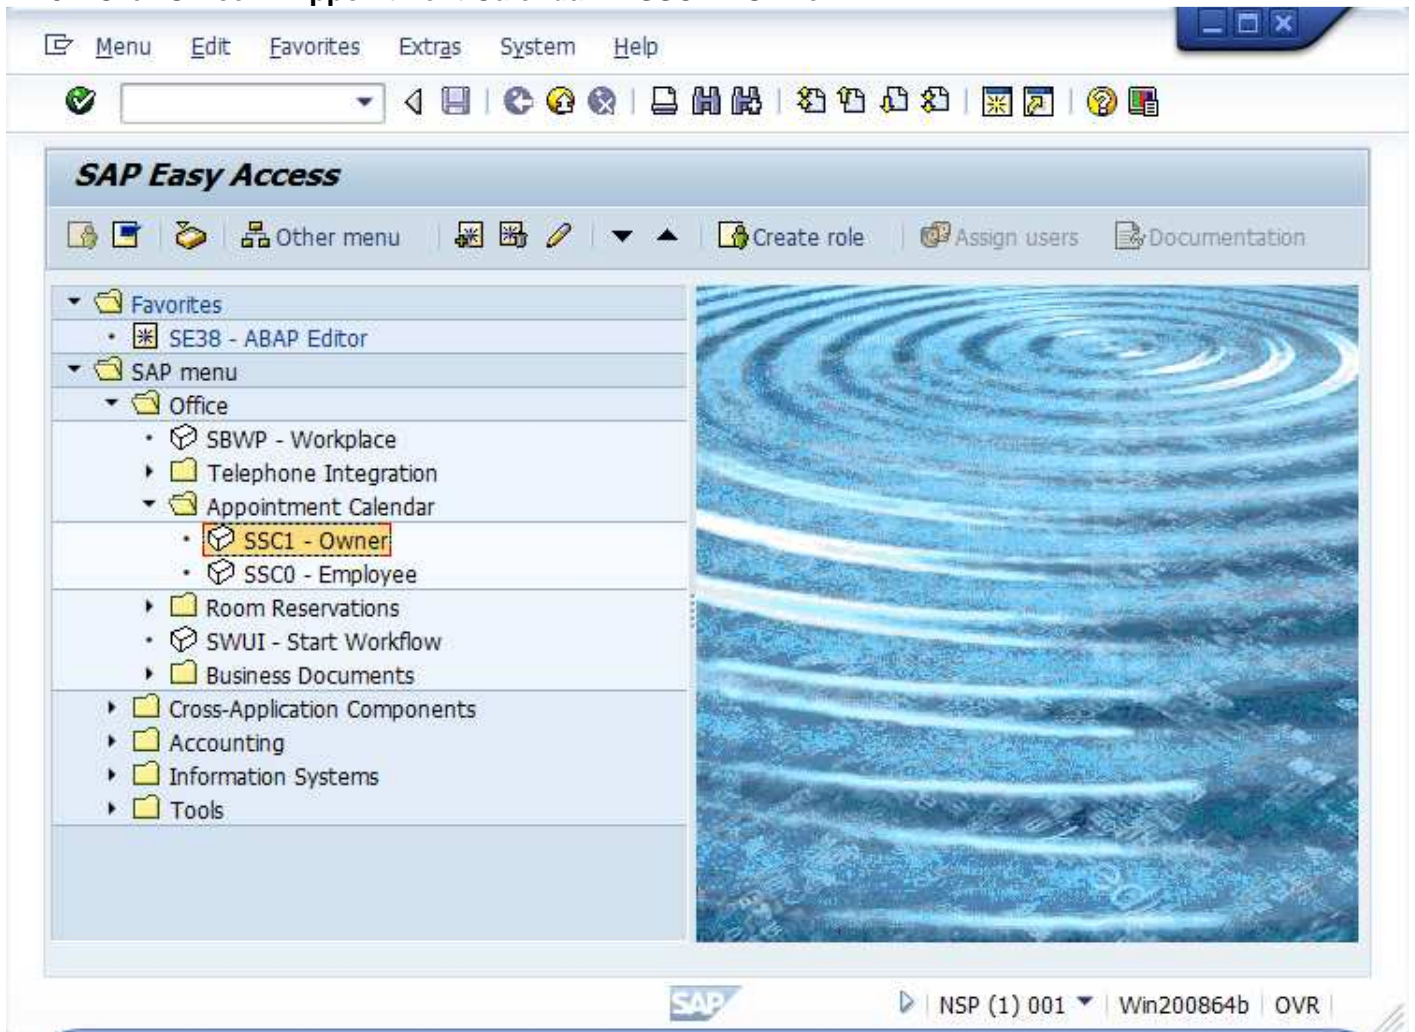 Menu Edit Favorites Extras System Help
SAP Easy Access
Other menu Create role Assign users Documentation
Favorites
SE38 - ABAP Editor
SAP menu
Office
SBWP - Workplace
Telephone Integration
Appointment Calendar
SSC1 - Owner
SSC0 - Employee
Room Reservations
SWUI - Start Workflow
Business Documents
Cross-Application Components
Accounting
Information Systems
Tools
SAP NSP (1) 001 Win200864b OVR